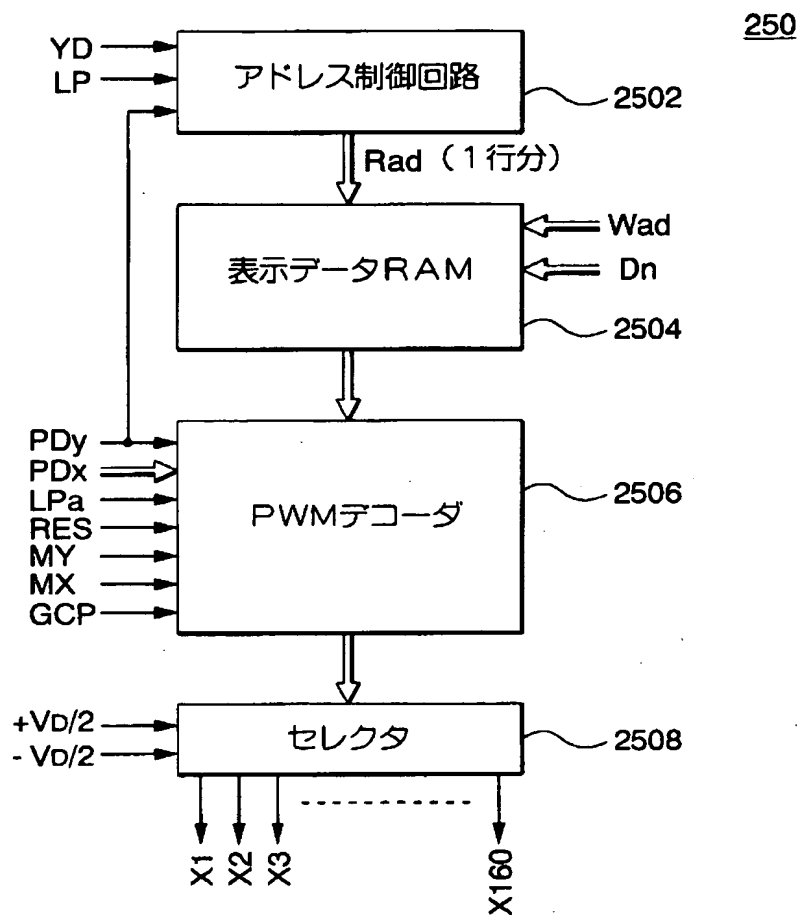 250
YD
LP
アドレス制御回路
2502
Rad（1行分）
表示データRAM
Wad
Dn
2504
PDy
PDx
LPa
RES
MY
MX
GCP
PWMデコーダ
2506
+VD/2
- VD/2
セレクタ
2508
X1
X2
X3
X160